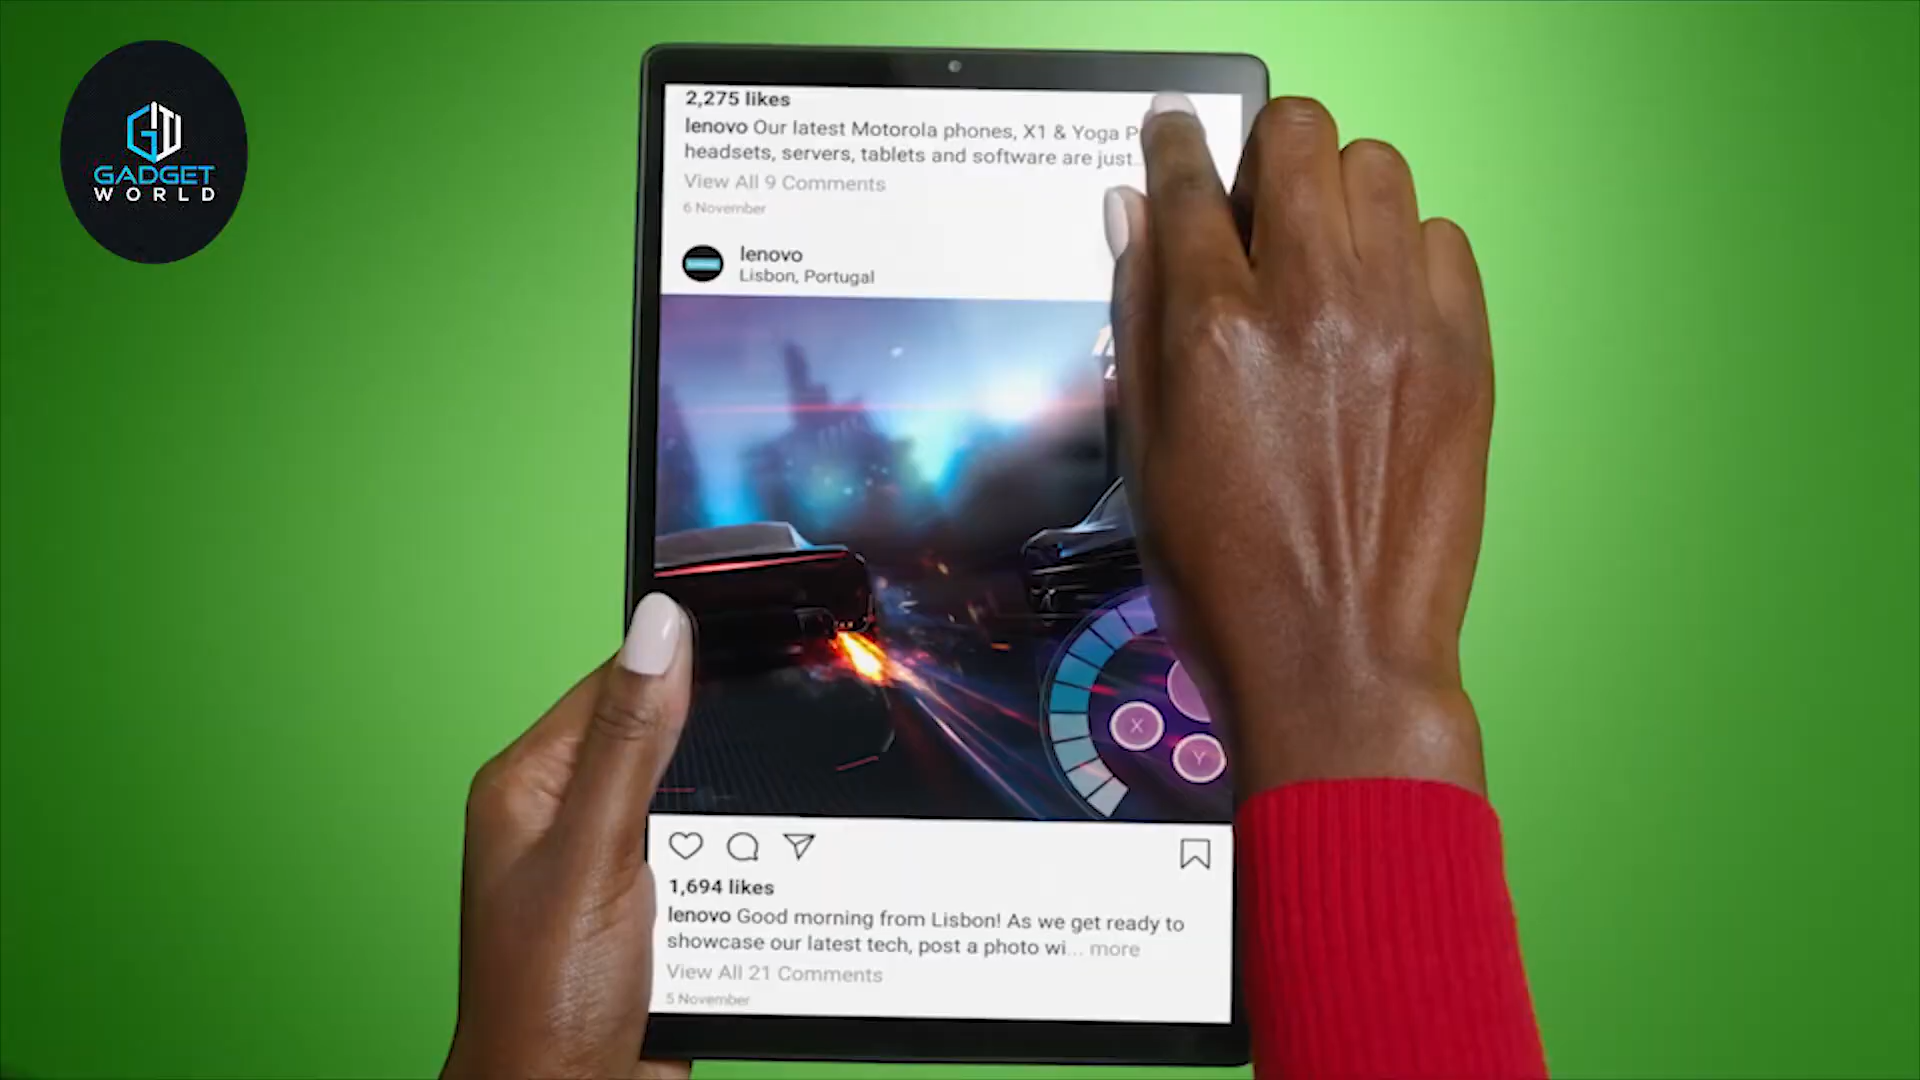 GADGET
WORLD
2,275 likes
lenovo Our latest Motorola phones, X1 & Yoga
headsets, servers, tablets and software are just...
View All 9 Comments
6 November
lenovo
Lisbon, Portugal
X
Y
1,694 likes
lenovo Good morning from Lisbon! As we get ready to
showcase our latest tech, post a photo wi... more
View All 21 Comments
5 November